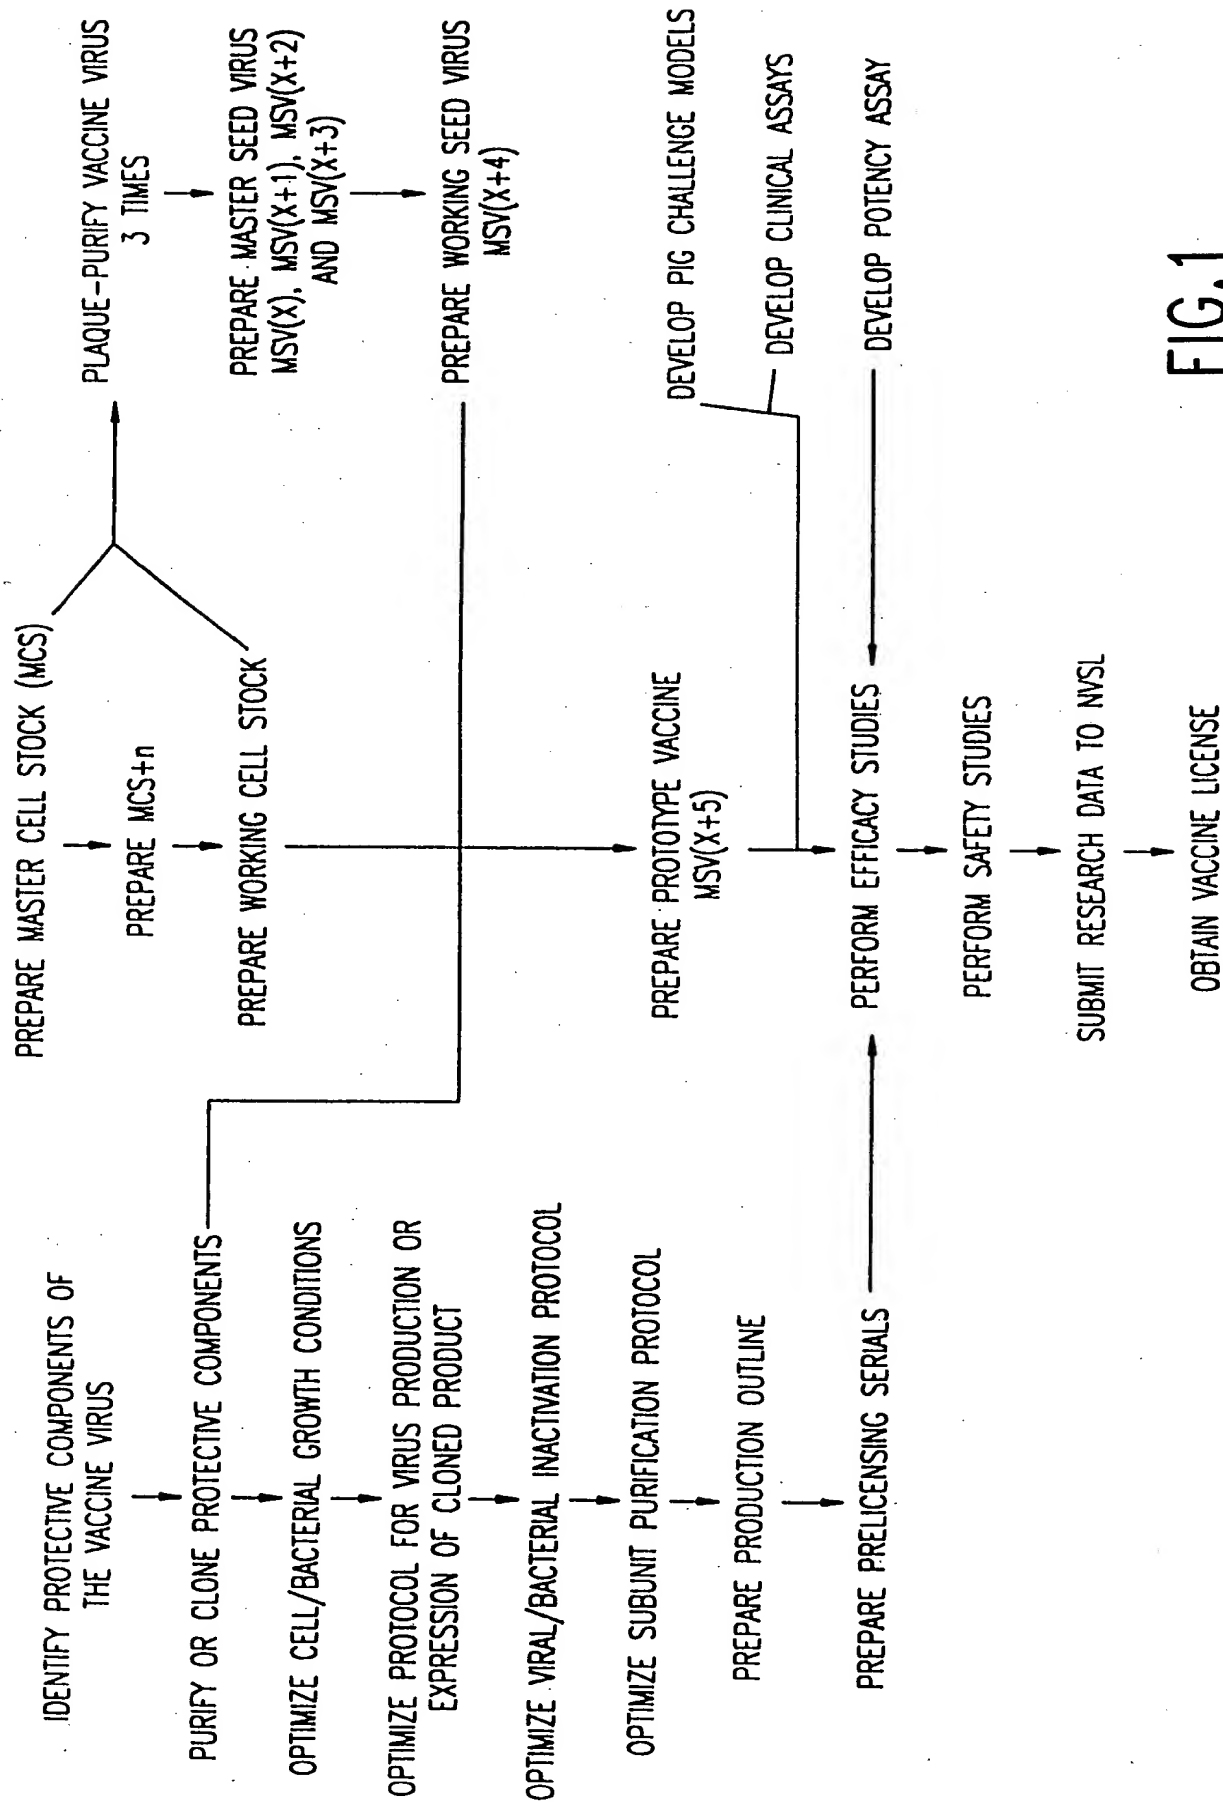 IDENTIFY PROTECTIVE COMPONENTS OF
THE VACCINE VIRUS
PURIFY OR CLONE PROTECTIVE COMPONENTS
OPTIMIZE CELL/BACTERIAL GROWTH CONDITIONS
OPTIMIZE PROTOCOL FOR VIRUS PRODUCTION OR
EXPRESSION OF CLONED PRODUCT
OPTIMIZE VIRAL/BACTERIAL INACTIVATION PROTOCOL
OPTIMIZE SUBUNIT PURIFICATION PROTOCOL
PREPARE PRODUCTION OUTLINE
PREPARE PRELICENSING SERIALS
PREPARE MASTER CELL STOCK (MCS)
PREPARE MCS+n
PREPARE WORKING CELL STOCK
PREPARE PROTOTYPE VACCINE
MSV(X+5)
PERFORM EFFICACY STUDIES
PERFORM SAFETY STUDIES
SUBMIT RESEARCH DATA TO NVSL
OBTAIN VACCINE LICENSE
PLAQUE-PURIFY VACCINE VIRUS
3 TIMES
PREPARE MASTER SEED VIRUS
MSV(X), MSV(X+1), MSV(X+2)
AND MSV(X+3)
PREPARE WORKING SEED VIRUS
MSV(X+4)
DEVELOP PIG CHALLENGE MODELS
DEVELOP CLINICAL ASSAYS
DEVELOP POTENCY ASSAY
FIG.1